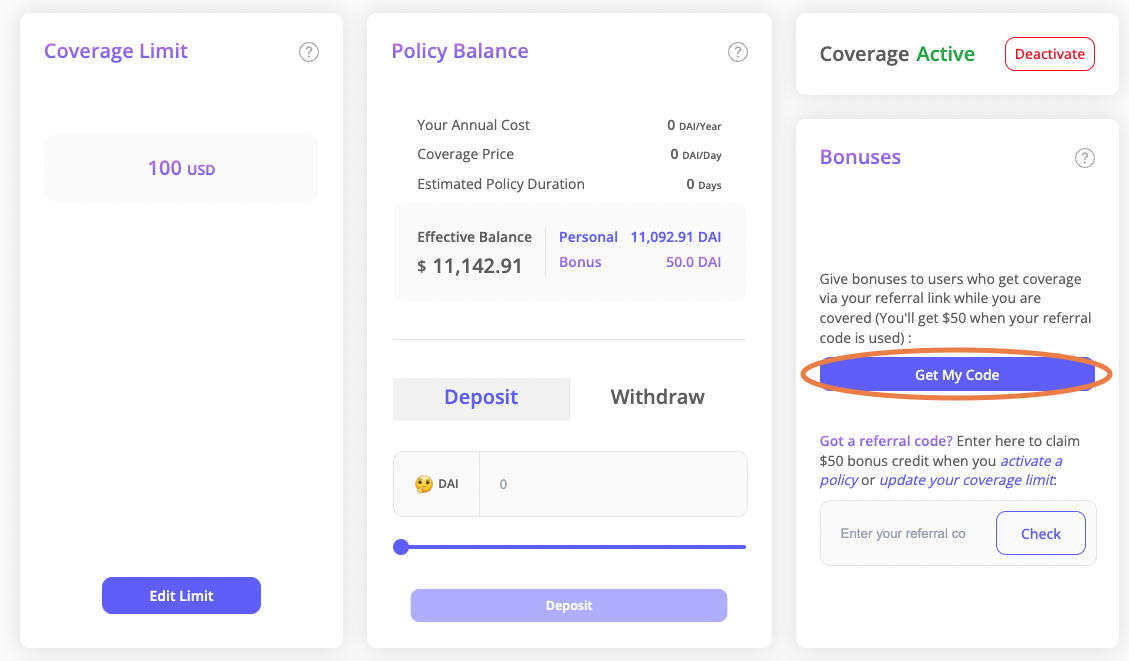 Coverage Limit
?
100 USD
Edit Limit
Policy Balance
?
Your Annual Cost 0 DAI/Year
Coverage Price 0 DAI/Day
Estimated Policy Duration 0 Days
Effective Balance
$ 11,142.91
Personal 11,092.91 DAI
Bonus 50.0 DAI
Deposit Withdraw
DAI 0
Deposit
Coverage Active Deactivate
Bonuses
?
Give bonuses to users who get coverage
via your referral link while you are
covered (You'll get $50 when your referral
code is used) :
Get My Code
Got a referral code? Enter here to claim
$50 bonus credit when you activate a
policy or update your coverage limit:
Enter your referral co Check